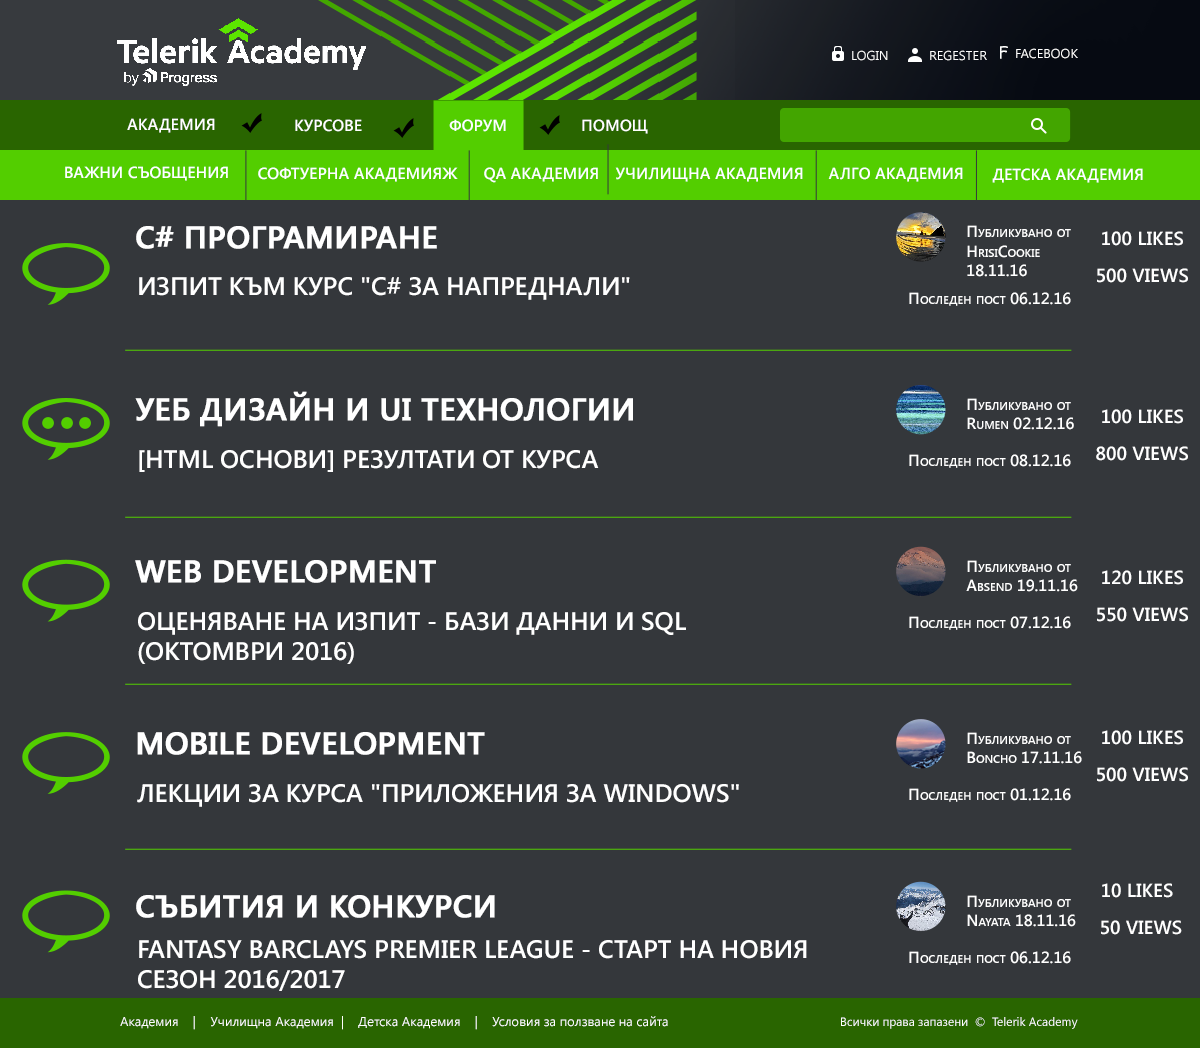 Telerik Academy
by Progress
LOGIN REGESTER F FACEBOOK
АКАДЕМИЯ КУРСОВЕ ФОРУМ ПОМОЩ
ВАЖНИ СЪОБЩЕНИЯ СОФТУЕРНА АКАДЕМИЯЖ QA АКАДЕМИЯ УЧИЛИЩНА АКАДЕМИЯ АЛГО АКАДЕМИЯ ДЕТСКА АКАДЕМИЯ
C# ПРОГРАМИРАНЕ
ИЗПИТ КЪМ КУРС "C# ЗА НАПРЕДНАЛИ"
Публикувано от
HrisiCookie
18.11.16
Последен пост 06.12.16
100 LIKES
500 VIEWS
УЕБ ДИЗАЙН И UI ТЕХНОЛОГИИ
[HTML ОСНОВИ] РЕЗУЛТАТИ ОТ КУРСА
Публикувано от
Rumen 02.12.16
Последен пост 08.12.16
100 LIKES
800 VIEWS
WEB DEVELOPMENT
ОЦЕНЯВАНЕ НА ИЗПИТ - БАЗИ ДАННИ И SQL
(ОКТОМВРИ 2016)
Публикувано от
Absend 19.11.16
Последен пост 07.12.16
120 LIKES
550 VIEWS
MOBILE DEVELOPMENT
ЛЕКЦИИ ЗА КУРСА "ПРИЛОЖЕНИЯ ЗА WINDOWS"
Публикувано от
Boncho 17.11.16
Последен пост 01.12.16
100 LIKES
500 VIEWS
СЪБИТИЯ И КОНКУРСИ
FANTASY BARCLAYS PREMIER LEAGUE - СТАРТ НА НОВИЯ
СЕЗОН 2016/2017
Публикувано от
Nayata 18.11.16
Последен пост 06.12.16
10 LIKES
50 VIEWS
Академия | Училищна Академия | Детска Академия | Условия за ползване на сайта Всички права запазени © Telerik Academy